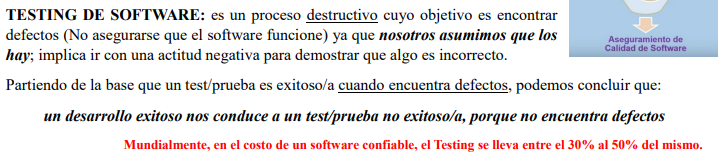 TESTING DE SOFTWARE: es un proceso destructivo cuyo objetivo es encontrar
defectos (No asegurarse que el software funcione) ya que nosotros asumimos que los
hay; implica ir con una actitud negativa para demostrar que algo es incorrecto.
Aseguramiento de
Calidad de Software
Partiendo de la base que un test/prueba es exitoso/a cuando encuentra defectos, podemos concluir que:
un desarrollo exitoso nos conduce a un test/prueba no exitoso/a, porque no encuentra defectos
Mundialmente, en el costo de un software confiable, el Testing se lleva entre el 30% al 50% del mismo.